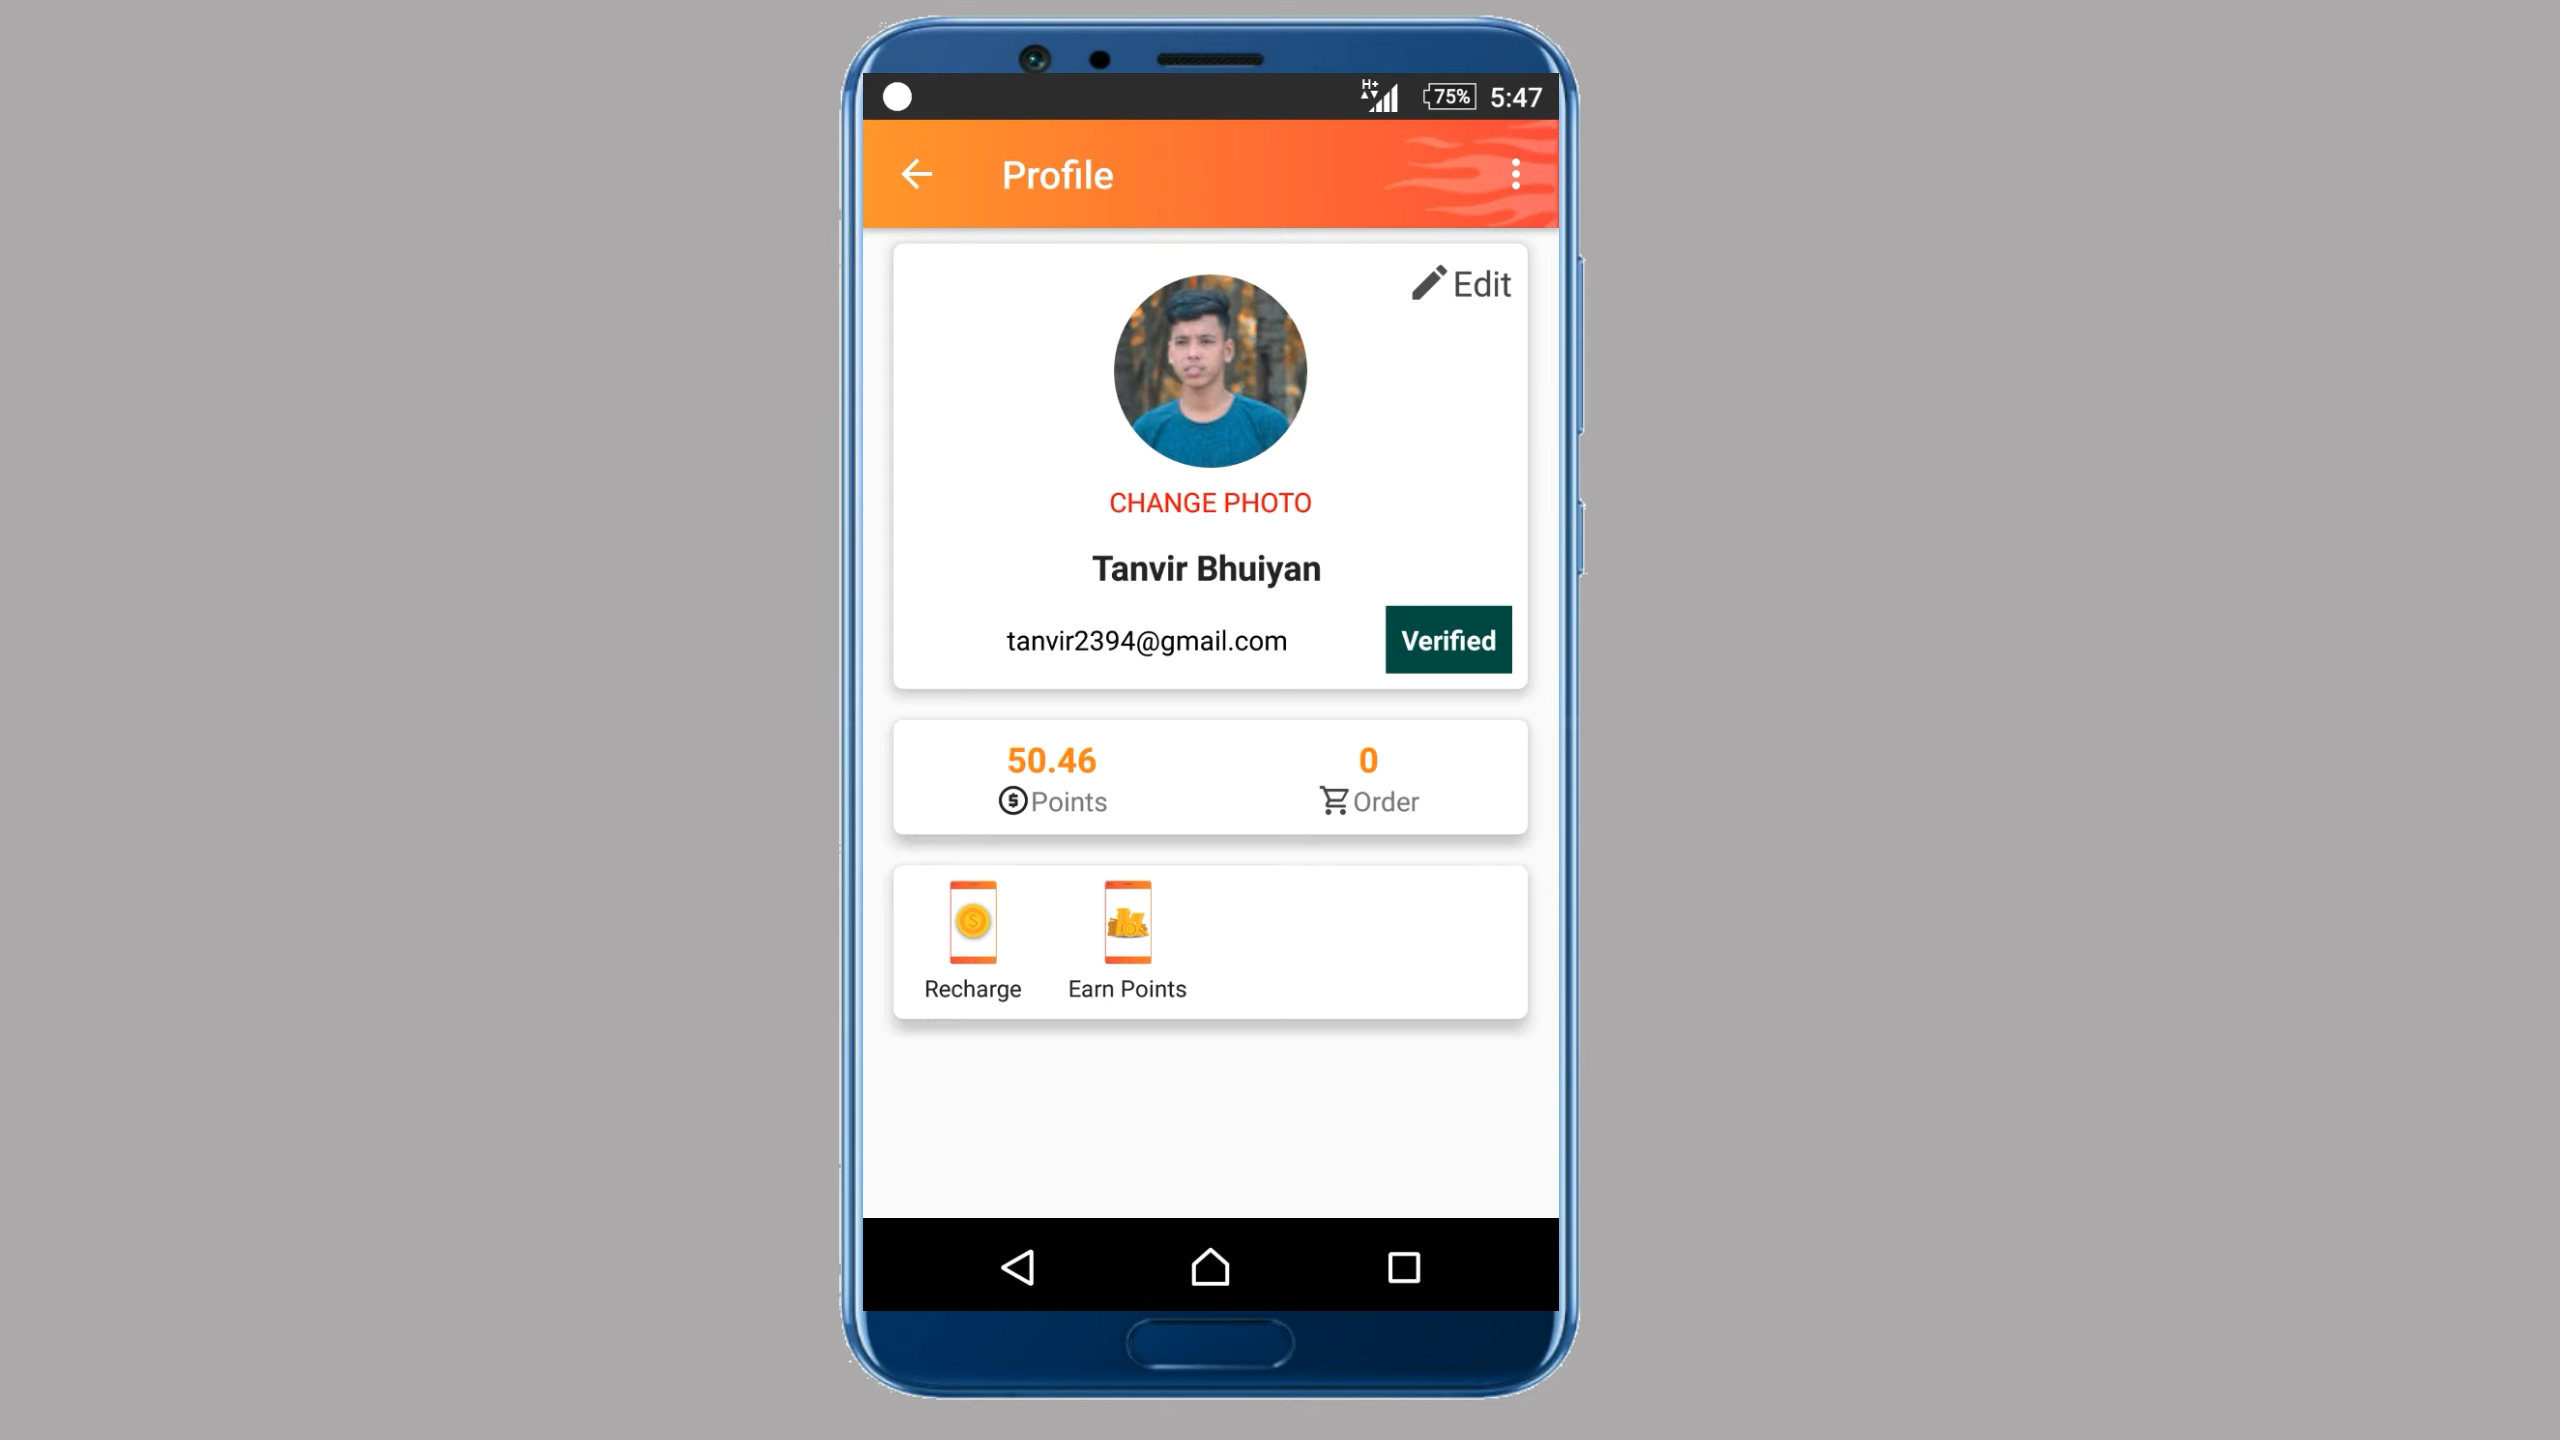 H+ 75% 5:47
Profile
Edit
CHANGE PHOTO
Tanvir Bhuiyan
tanvir2394@gmail.com Verified
50.46 0
Points Order
Recharge Earn Points